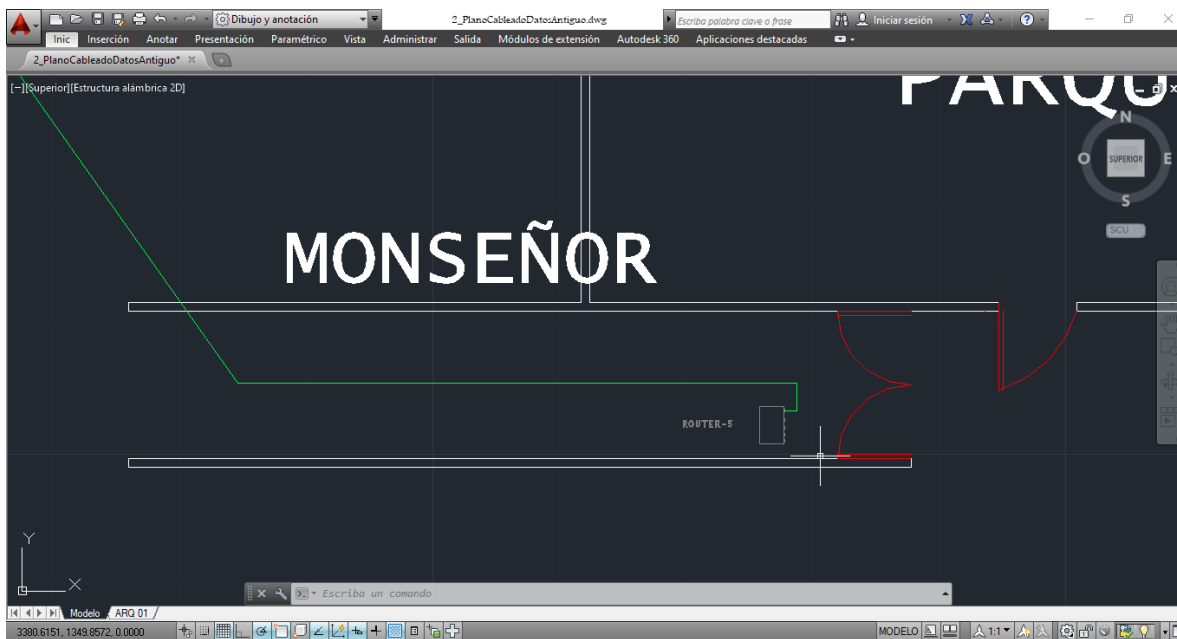 Dibujo y anotación
2_PlanoCableadoDatosAntiguo.dwg
Escriba palabra clave o frase
Iniciar sesión
Inic Inserción Anotar Presentación Paramétrico Vista Administrar Salida Módulos de extensión Autodesk 360 Aplicaciones destacadas
2_PlanoCableadoDatosAntiguo*
[−][Superior][Estructura alámbrica 2D]
PARQU
N
O SUPERIOR E
S
SCU
MONSEÑOR
ROUTER-5
Y
X
Escriba un comando
Modelo ARQ 01
3380.6151, 1349.8572, 0.0000
MODELO 1:1